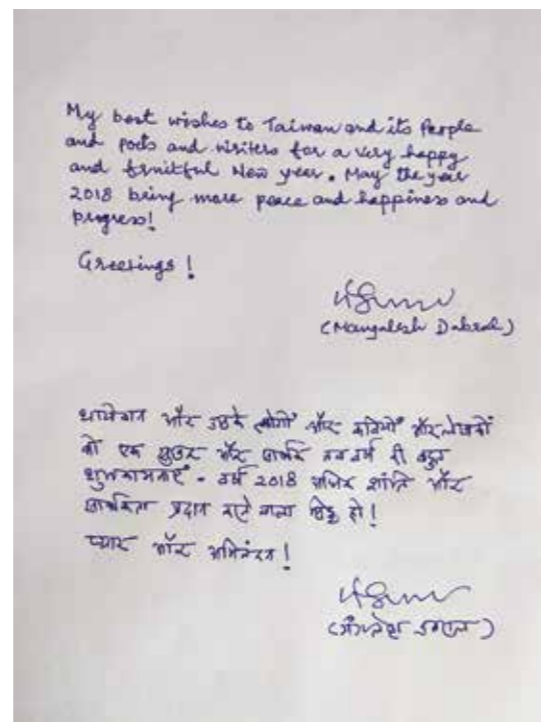 My best wishes to Taiwan and its People
and poets and writers for a very happy
and fruitful New year. May the year
2018 bring more peace and happiness and
progress!
Greetings!
(Mangalesh Dabral)
और उसके लोगों और कवियों और लेखकों
को एक सुखद और सार्थक नव वर्ष की बहुत
शुभकामनाएँ - वर्ष 2018 अधिक शांति और
सार्थकता प्रदान करने वाला सिद्ध हो!
प्यार और अभिनंदन!
(मंगलेश डबराल)